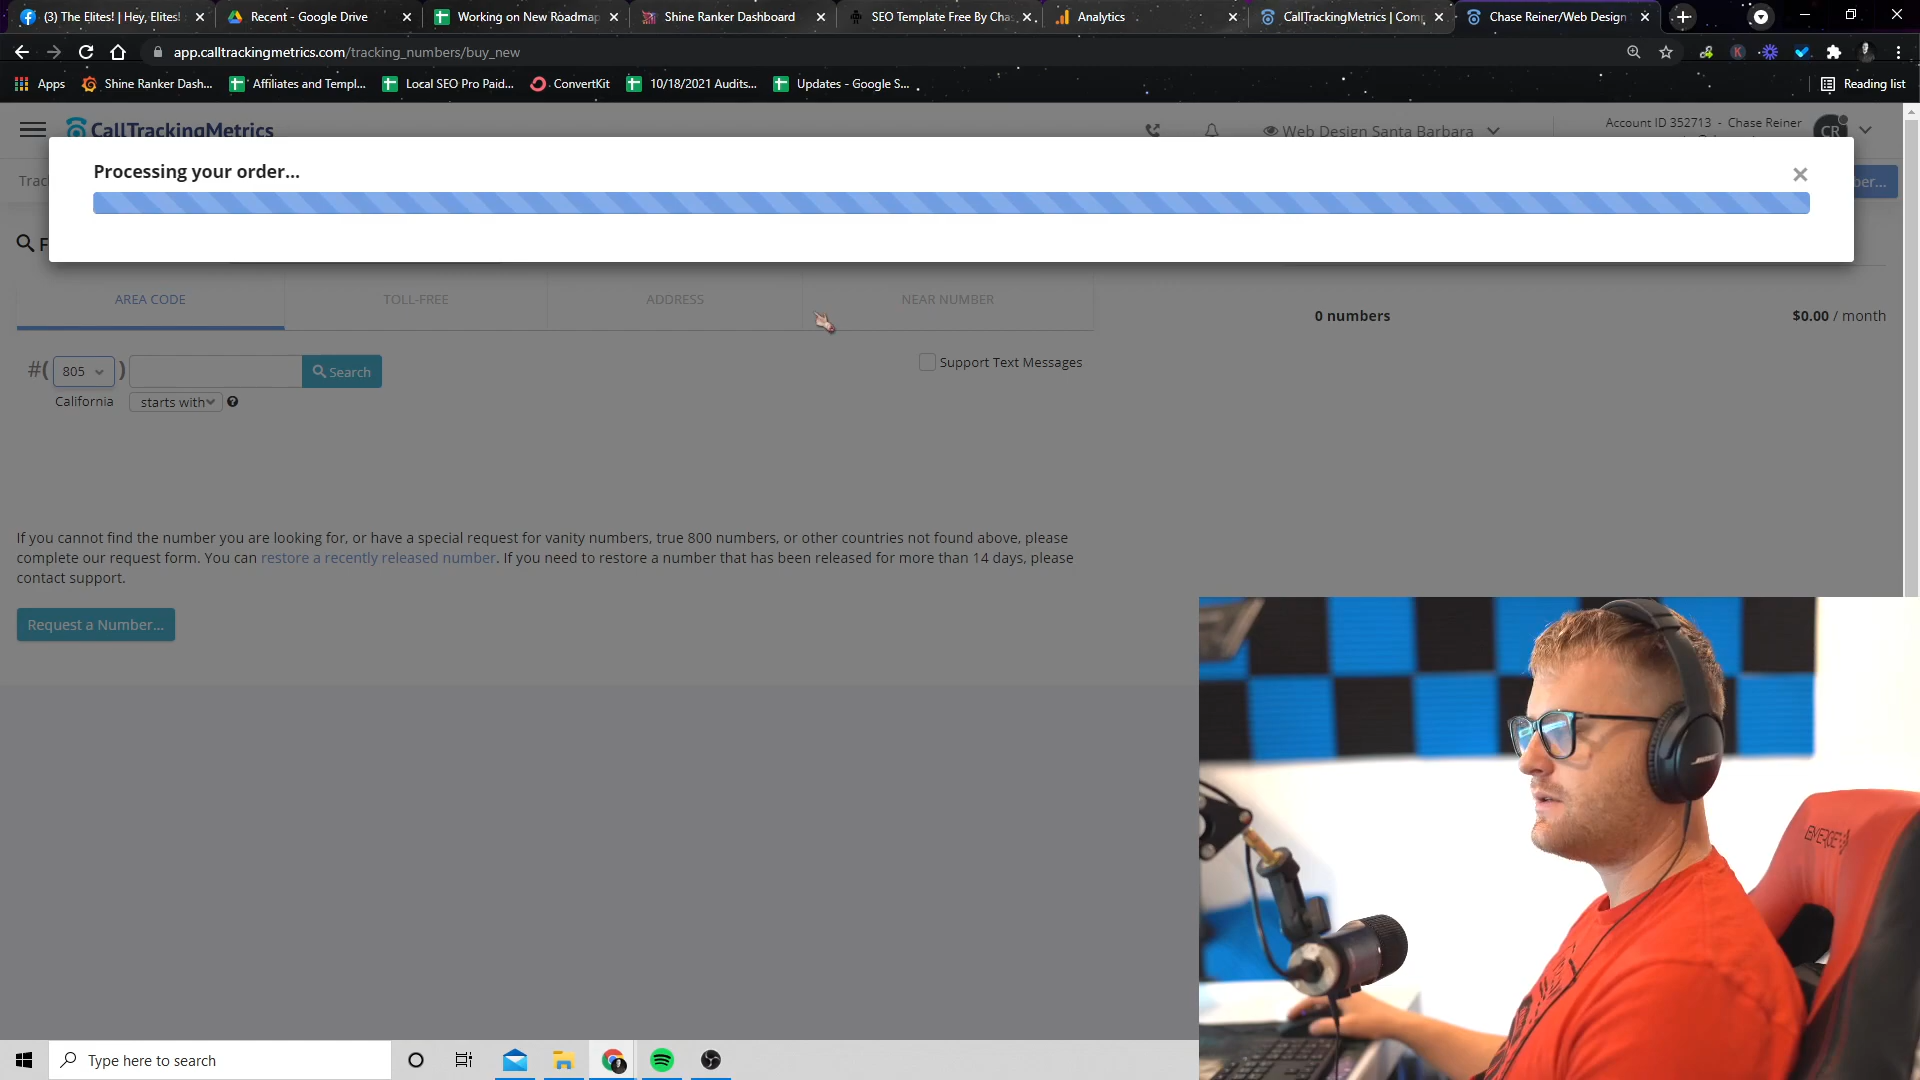 (3) The Elites! | Hey, Elites!
Recent - Google Drive
Working on New Roadmap
Shine Ranker Dashboard
SEO Template Free By Cha
Analytics
CallTrackingMetrics | Com
Chase Reiner/Web Design
app.calltrackingmetrics.com/tracking_numbers/buy_new
Apps
Shine Ranker Dash...
Affiliates and Templ...
Local SEO Pro Paid...
ConvertKit
10/18/2021 Audits...
Updates - Google S...
Reading list
CallTrackingMetrics
Web Design Santa Barbara
Account ID 352713 - Chase Reiner
CR
Processing your order...
Trac
ber...
F
AREA CODE
TOLL-FREE
ADDRESS
NEAR NUMBER
0 numbers
$0.00 / month
#( 805 )
Search
Support Text Messages
California
starts with
If you cannot find the number you are looking for, or have a special request for vanity numbers, true 800 numbers, or other countries not found above, please
complete our request form. You can restore a recently released number. If you need to restore a number that has been released for more than 14 days, please
contact support.
Request a Number...
BOSE
Type here to search